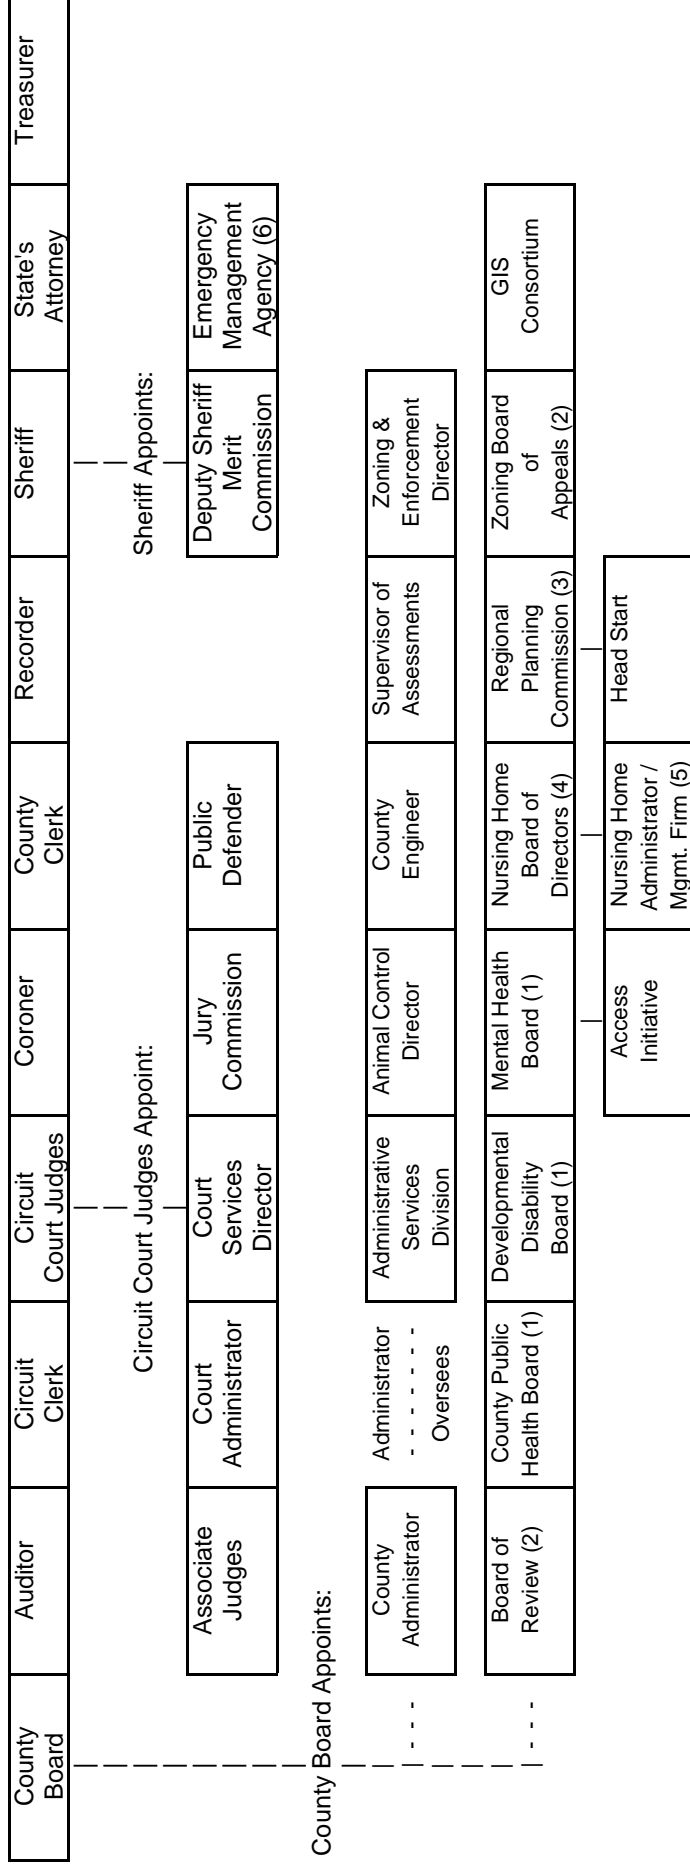 County
Board
Auditor
Circuit
Clerk
Circuit
Court Judges
Coroner
County
Clerk
Recorder
Sheriff
State's
Attorney
Treasurer
Circuit Court Judges Appoint:
Sheriff Appoints:
Associate
Judges
Court
Administrator
Court
Services
Director
Jury
Commission
Public
Defender
Deputy Sheriff
Merit
Commission
Emergency
Management
Agency (6)
County Board Appoints:
County
Administrator
Administrator
- - - - - - -
Oversees
Administrative
Services
Division
Animal Control
Director
County
Engineer
Supervisor of
Assessments
Zoning &
Enforcement
Director
Board of
Review (2)
County Public
Health Board (1)
Developmental
Disability
Board (1)
Mental Health
Board (1)
Nursing Home
Board of
Directors (4)
Regional
Planning
Commission (3)
Zoning Board
of
Appeals (2)
GIS
Consortium
Access
Initiative
Nursing Home
Administrator /
Mgmt. Firm (5)
Head Start